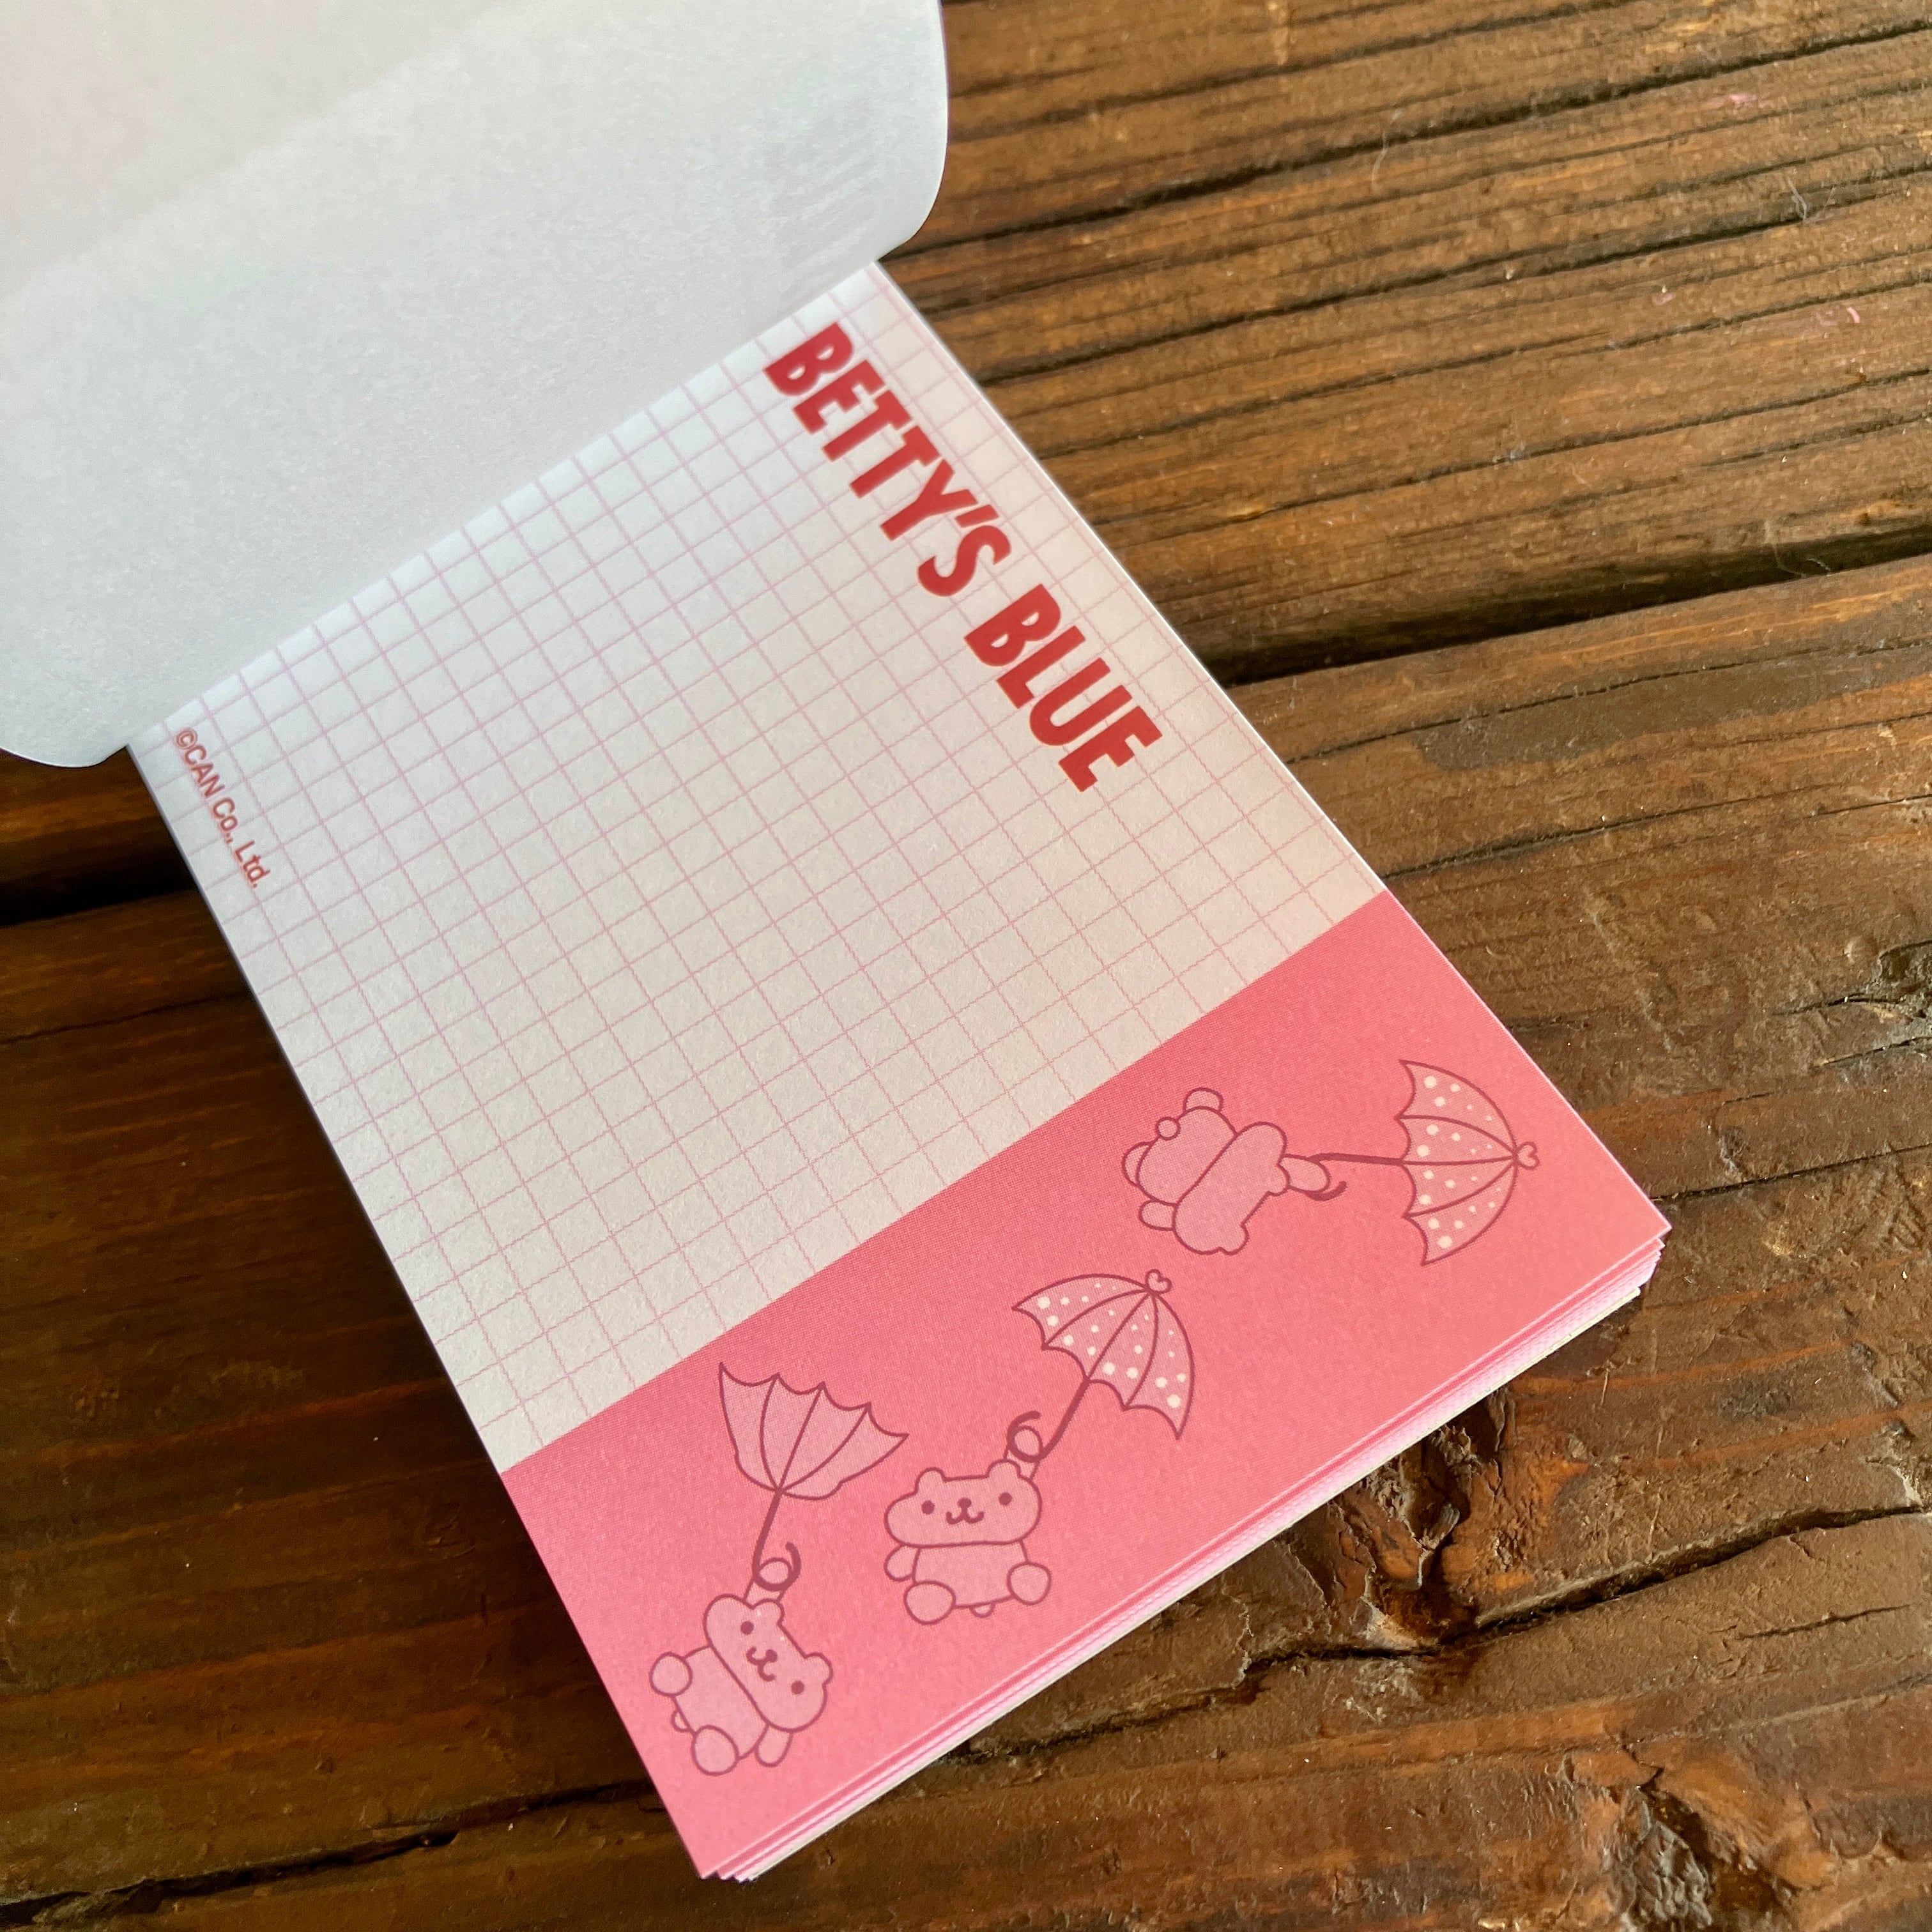 BETTY'S BLUE
©CAN Co., Ltd.